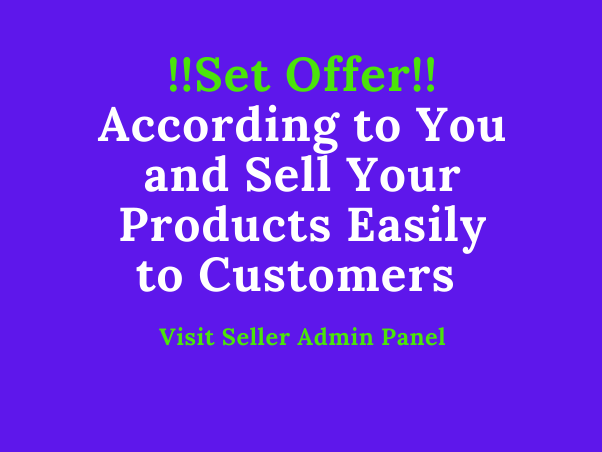 !!Set Offer!!
According to You
and Sell Your
Products Easily
to Customers
Visit Seller Admin Panel